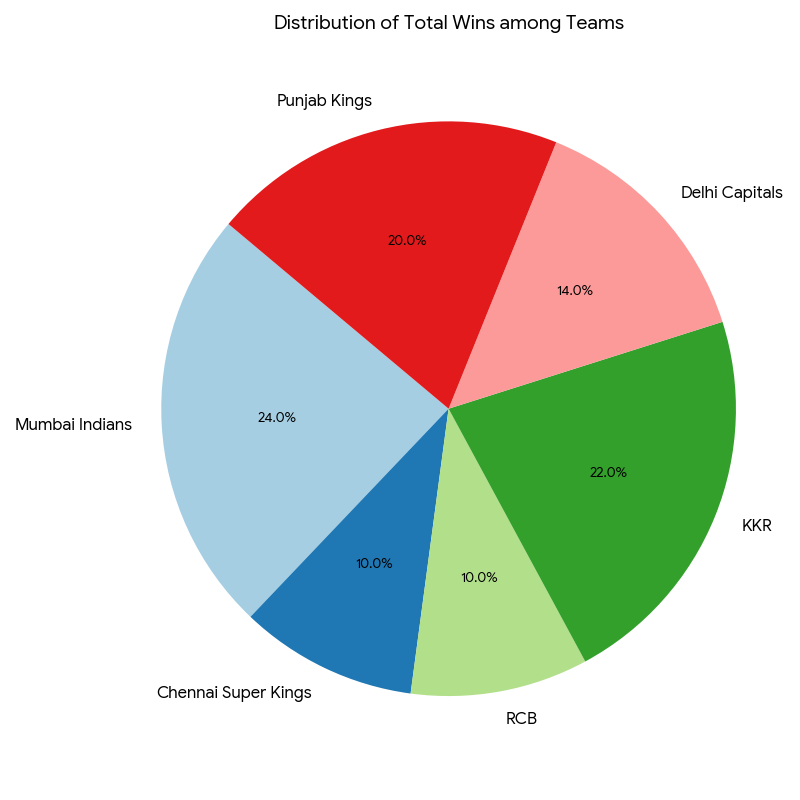 Distribution of Total Wins among Teams
Punjab Kings
Delhi Capitals
20.0%
14.0%
Mumbai Indians
24.0%
22.0%
KKR
10.0%
10.0%
Chennai Super Kings
RCB